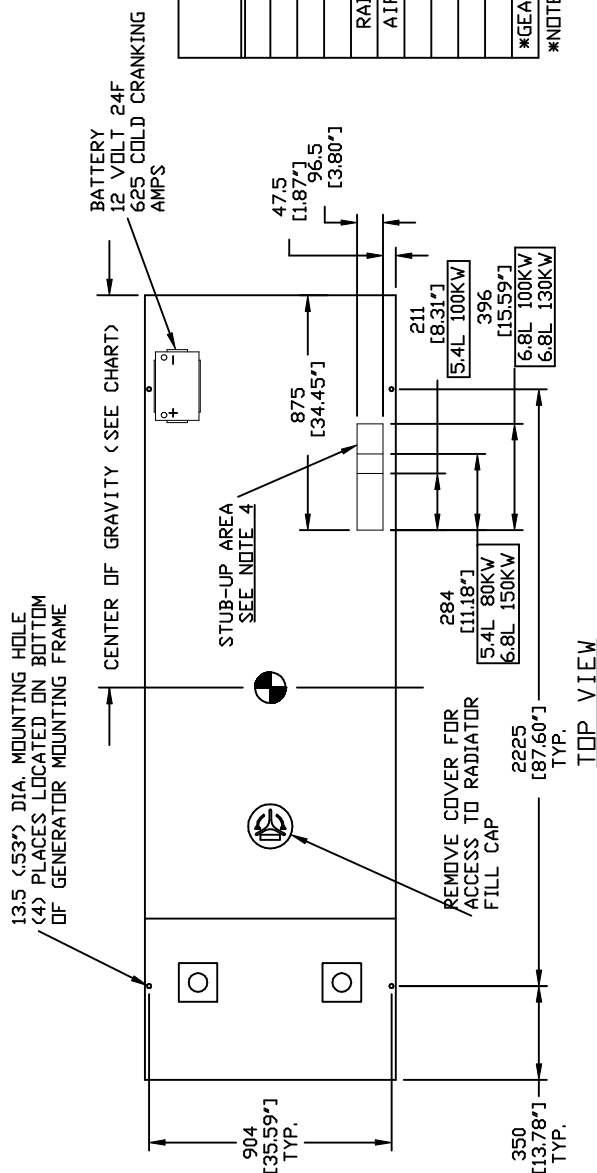 13.5 (.53") DIA. MOUNTING HOLE
(4) PLACES LOCATED ON BOTTOM
OF GENERATOR MOUNTING FRAME
CENTER OF GRAVITY (SEE CHART)
BATTERY
12 VOLT 24F
625 COLD CRANKING
AMPS
+
-
STUB-UP AREA
SEE NOTE 4
875
[34.45"]
47.5
[1.87"]
96.5
[3.80"]
211
[8.31"]
5.4L 100KW
396
[15.59"]
6.8L 100KW
6.8L 130KW
284
[11.18"]
5.4L 80KW
6.8L 150KW
REMOVE COVER FOR
ACCESS TO RADIATOR
FILL CAP
2225
[87.60"]
TYP.
904
[35.59"]
TYP.
350
[13.78"]
TYP.
TOP VIEW
RAI
AIR
*GEA
*NOTE